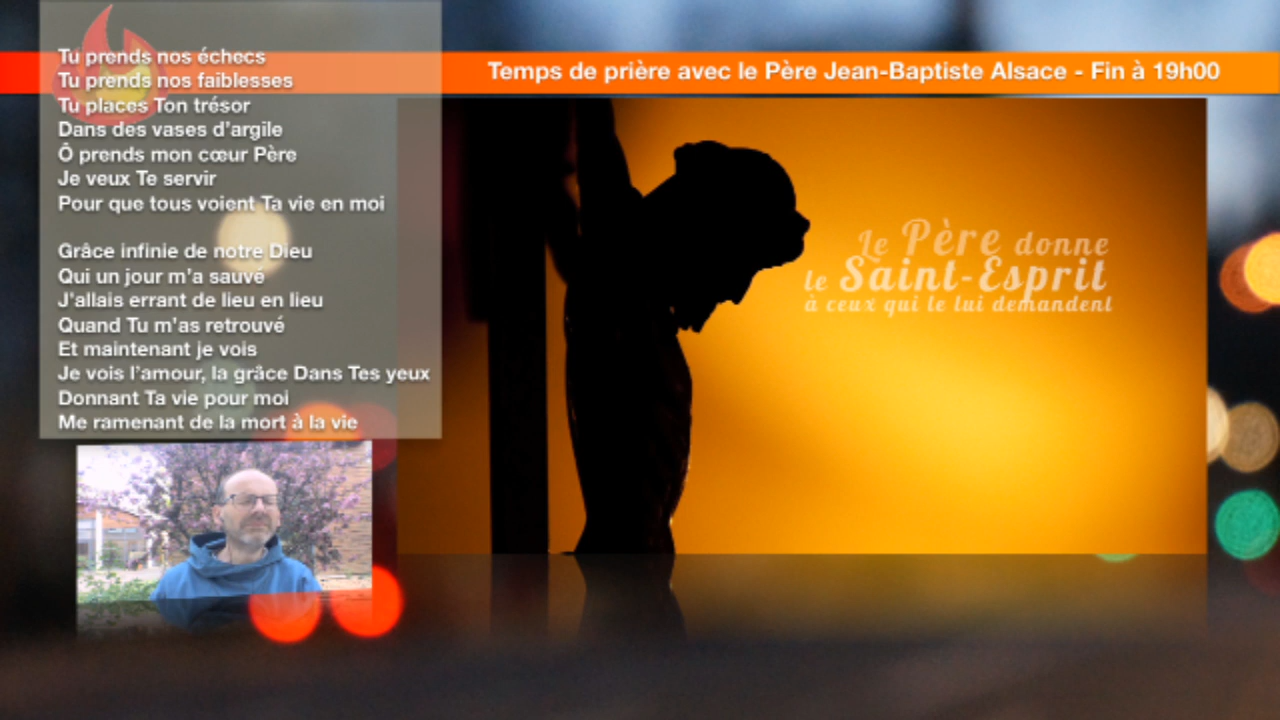 Temps de prière avec le Père Jean-Baptiste Alsace - Fin à 19h00
Tu prends nos échecs
Tu prends nos faiblesses
Tu places Ton trésor
Dans des vases d'argile
Ô prends mon cœur Père
Je veux Te servir
Pour que tous voient Ta vie en moi
Grâce infinie de notre Dieu
Qui un jour m'a sauvé
J'allais errant de lieu en lieu
Quand Tu m'as retrouvé
Et maintenant je vois
Je vois l’amour, la grâce Dans Tes yeux
Donnant Ta vie pour moi
Me ramenant de la mort à la vie
Le Père donne
le Saint-Esprit
à ceux qui le lui demandent